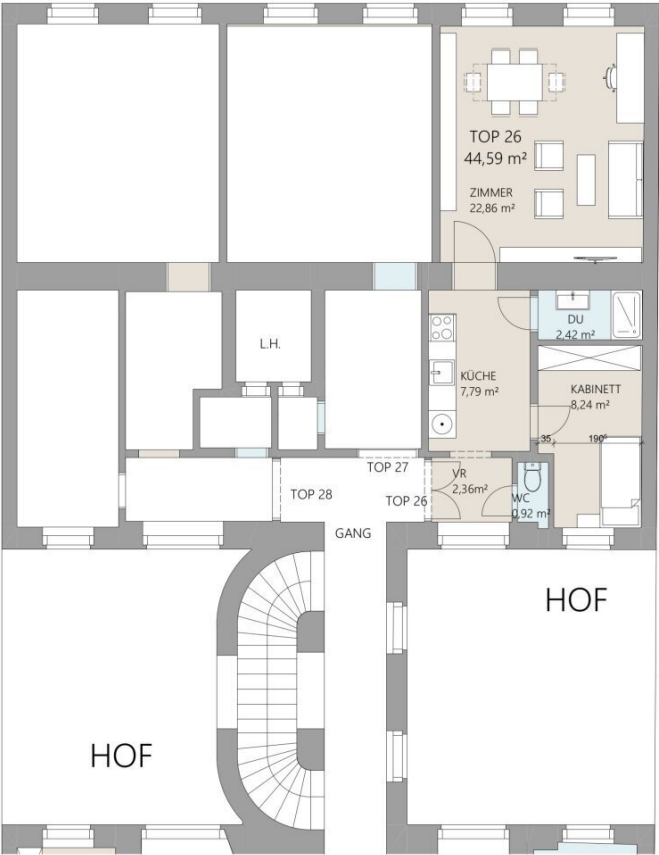 TOP 26
44,59 m²
ZIMMER
22,86 m²
L.H.
DU
2,42 m²
KÜCHE
7,79 m²
KABINETT
8,24 m²
35
190⁵
TOP 27
VR
2,36m²
TOP 28
TOP 26
WC
0,92 m²
GANG
HOF
HOF